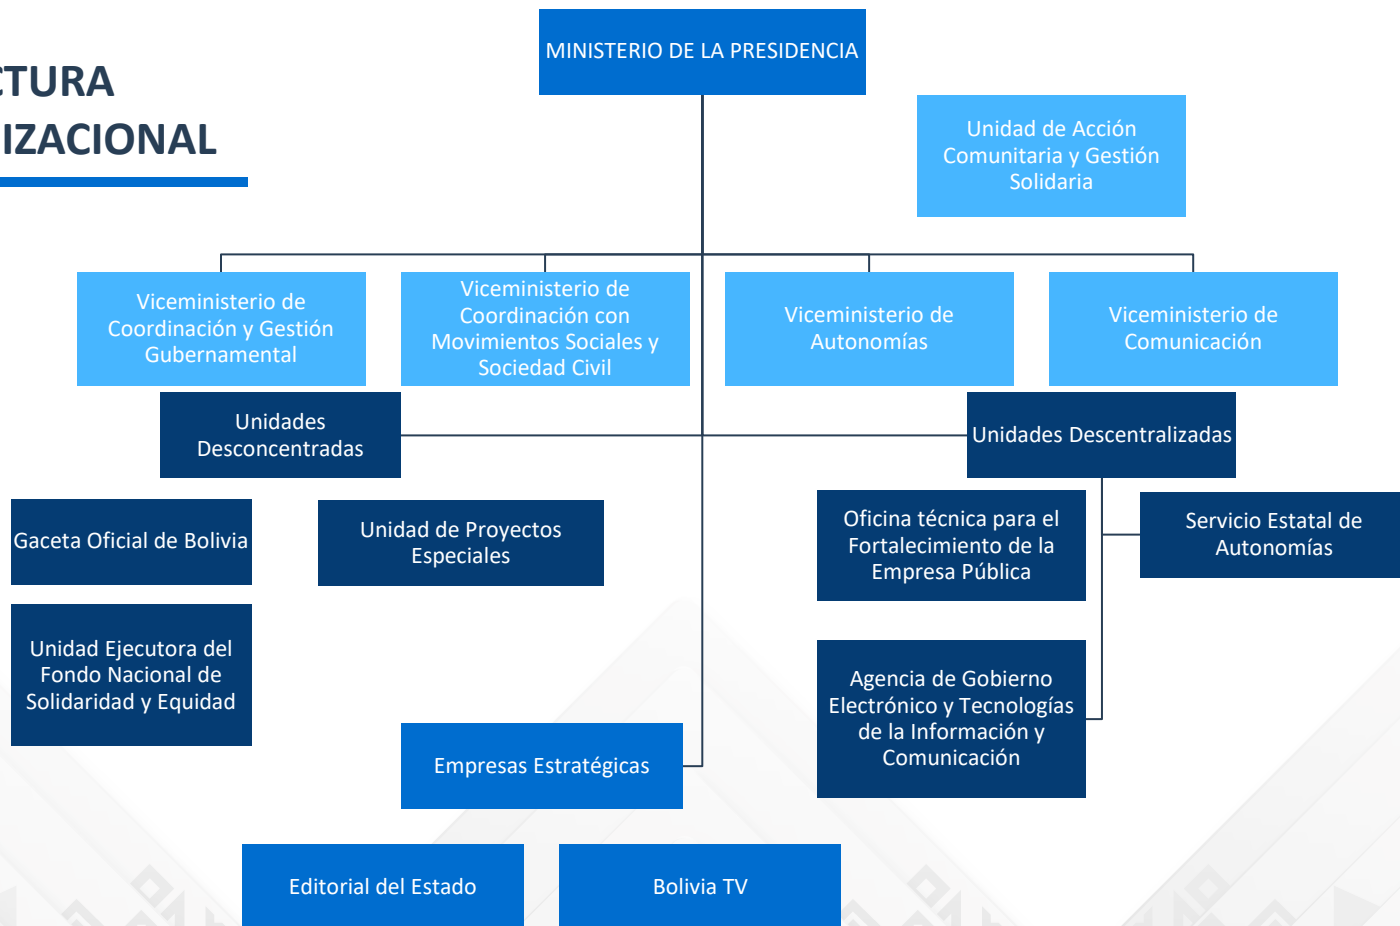 MINISTERIO DE LA PRESIDENCIA
CTURA
IZACIONAL
Unidad de Acción
Comunitaria y Gestión
Solidaria
Viceministerio de
Coordinación y Gestión
Gubernamental
Viceministerio de
Coordinación con
Movimientos Sociales y
Sociedad Civil
Viceministerio de
Autonomías
Viceministerio de
Comunicación
Unidades
Desconcentradas
Unidades Descentralizadas
Gaceta Oficial de Bolivia
Unidad de Proyectos
Especiales
Oficina técnica para el
Fortalecimiento de la
Empresa Pública
Servicio Estatal de
Autonomías
Unidad Ejecutora del
Fondo Nacional de
Solidaridad y Equidad
Agencia de Gobierno
Electrónico y Tecnologías
de la Información y
Comunicación
Empresas Estratégicas
Editorial del Estado
Bolivia TV